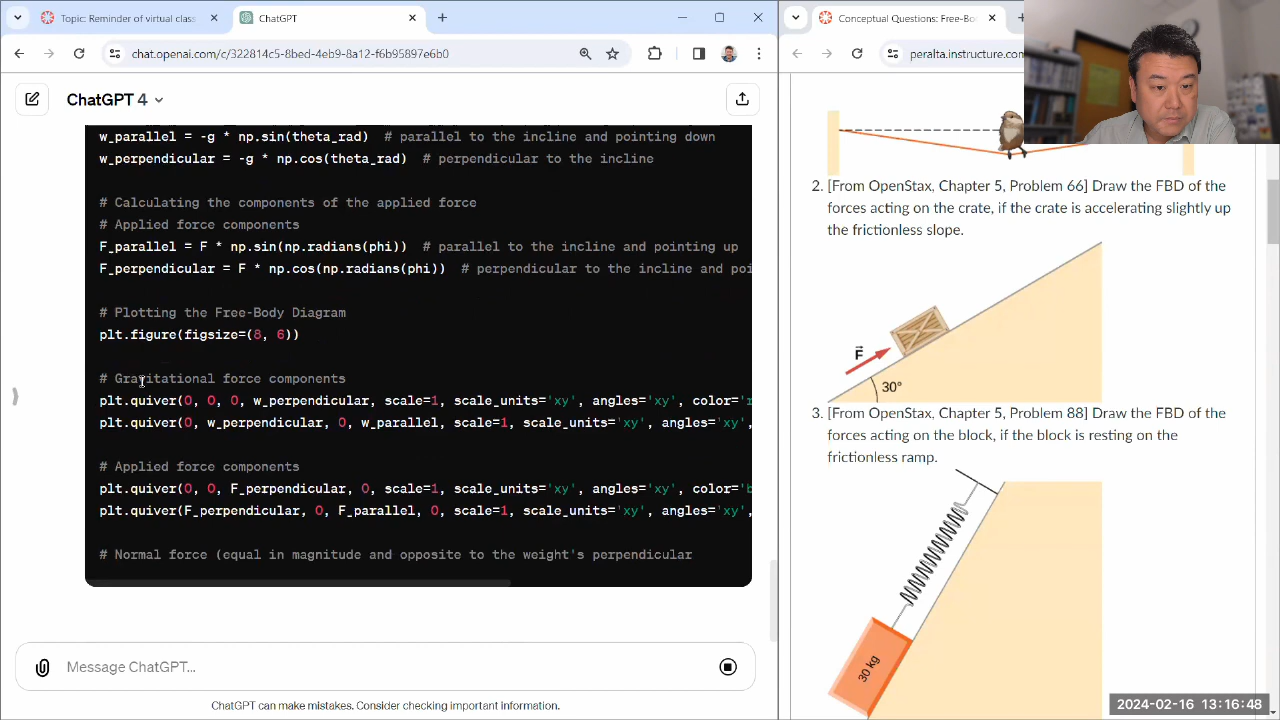 Topic: Reminder of virtual class
ChatGPT
Conceptual Questions: Free-Bo
chat.openai.com/c/322814c5-8bed-4eb9-8a12-f6b95897e6b0
peralta.instructure.com
ChatGPT 4
w_parallel = -g * np.sin(theta_rad)  # parallel to the incline and pointing down
w_perpendicular = -g * np.cos(theta_rad)  # perpendicular to the incline
# Calculating the components of the applied force
# Applied force components
F_parallel = F * np.sin(np.radians(phi))  # parallel to the incline and pointing up
F_perpendicular = F * np.cos(np.radians(phi))  # perpendicular to the incline and poi
# Plotting the Free-Body Diagram
plt.figure(figsize=(8, 6))
# Gravitational force components
plt.quiver(0, 0, 0, w_perpendicular, scale=1, scale_units='xy', angles='xy', color='r
plt.quiver(0, w_perpendicular, 0, w_parallel, scale=1, scale_units='xy', angles='xy',
# Applied force components
plt.quiver(0, 0, F_perpendicular, 0, scale=1, scale_units='xy', angles='xy', color='b
plt.quiver(F_perpendicular, 0, F_parallel, 0, scale=1, scale_units='xy', angles='xy',
# Normal force (equal in magnitude and opposite to the weight's perpendicular
Message ChatGPT...
ChatGPT can make mistakes. Consider checking important information.
2. [From OpenStax, Chapter 5, Problem 66] Draw the FBD of the
forces acting on the crate, if the crate is accelerating slightly up
the frictionless slope.
F
30°
3. [From OpenStax, Chapter 5, Problem 88] Draw the FBD of the
forces acting on the block, if the block is resting on the
frictionless ramp.
30 kg
2024-02-16 13:16:48